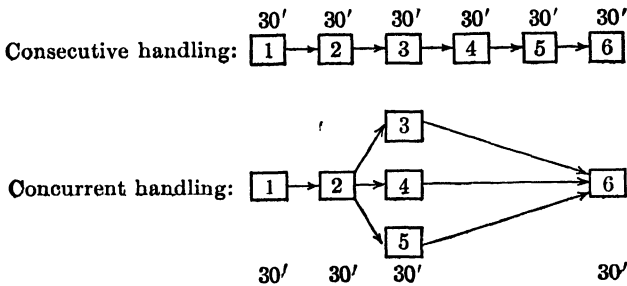 30′ 30′ 30′ 30′ 30′ 30′
Consecutive handling: 1 2 3 4 5 6
3
Concurrent handling: 1 2 4 6
5
30′ 30′ 30′ 30′